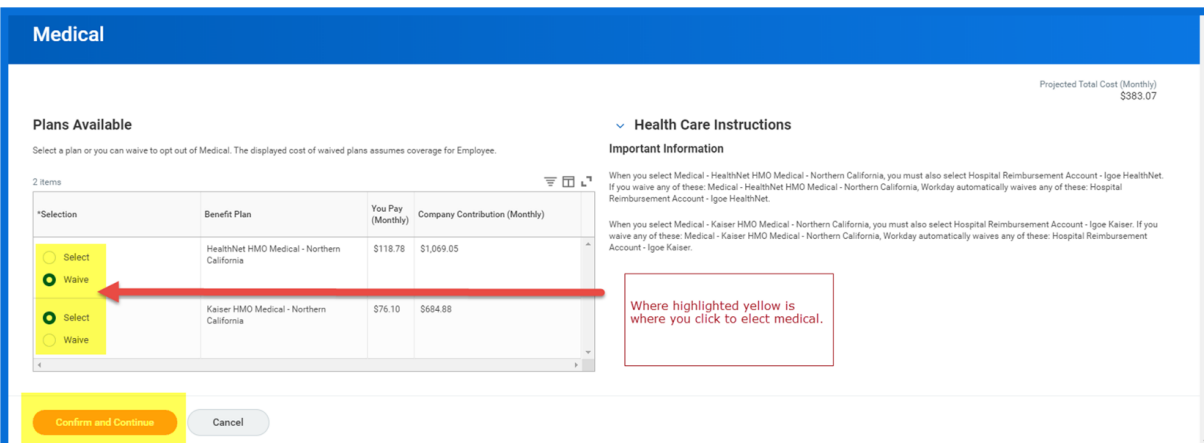 Medical
Projected Total Cost (Monthly)
$383.07
Plans Available
Select a plan or you can waive to opt out of Medical. The displayed cost of waived plans assumes coverage for Employee.
2 items
*Selection
Benefit Plan
You Pay
(Monthly)
Company Contribution (Monthly)
Select
Waive
HealthNet HMO Medical - Northern
California
$118.78
$1,069.05
Select
Waive
Kaiser HMO Medical - Northern
California
$76.10
$684.88
Health Care Instructions
Important Information
When you select Medical - HealthNet HMO Medical - Northern California, you must also select Hospital Reimbursement Account - Igoe HealthNet.
If you waive any of these: Medical - HealthNet HMO Medical - Northern California, Workday automatically waives any of these: Hospital
Reimbursement Account - Igoe HealthNet.
When you select Medical - Kaiser HMO Medical - Northern California, you must also select Hospital Reimbursement Account - Igoe Kaiser. If you
waive any of these: Medical - Kaiser HMO Medical - Northern California, Workday automatically waives any of these: Hospital Reimbursement
Account - Igoe Kaiser.
Where highlighted yellow is
where you click to elect medical.
Confirm and Continue
Cancel